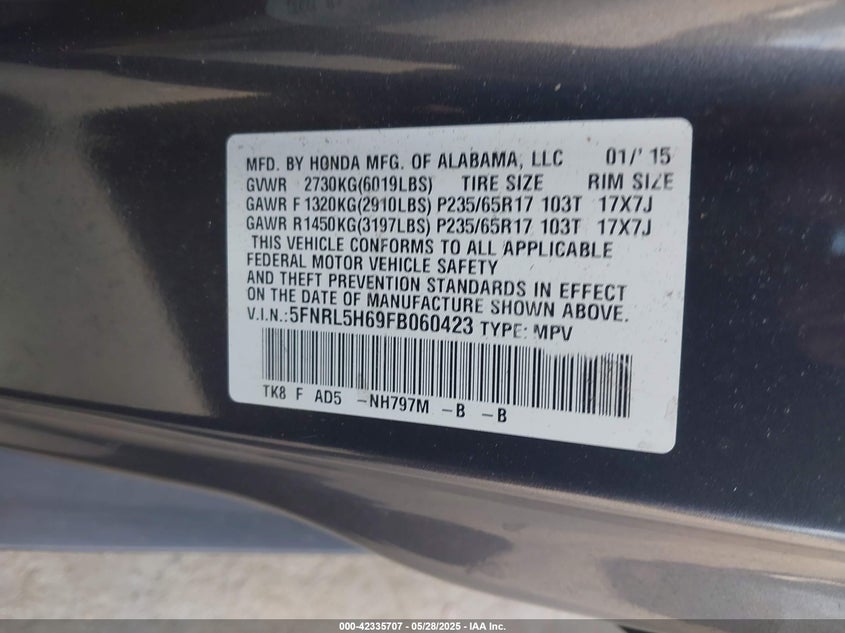 MFD. BY HONDA MFG. OF ALABAMA, LLC 01/' 15
GVWR 2730KG(6019LBS) TIRE SIZE RIM SIZE
GAWR F1320KG(2910LBS) P235/65R17 103T 17X7J
GAWR R1450KG(3197LBS) P235/65R17 103T 17X7J
THIS VEHICLE CONFORMS TO ALL APPLICABLE
FEDERAL MOTOR VEHICLE SAFETY
AND THEFT PREVENTION STANDARDS IN EFFECT
ON THE DATE OF MANUFACTURE SHOWN ABOVE.
V.I.N.:5FNRL5H69FB060423 TYPE: MPV
TK8 F AD5 -NH797M -B -B
000-42335707 - 05/28/2025 - IAA Inc.